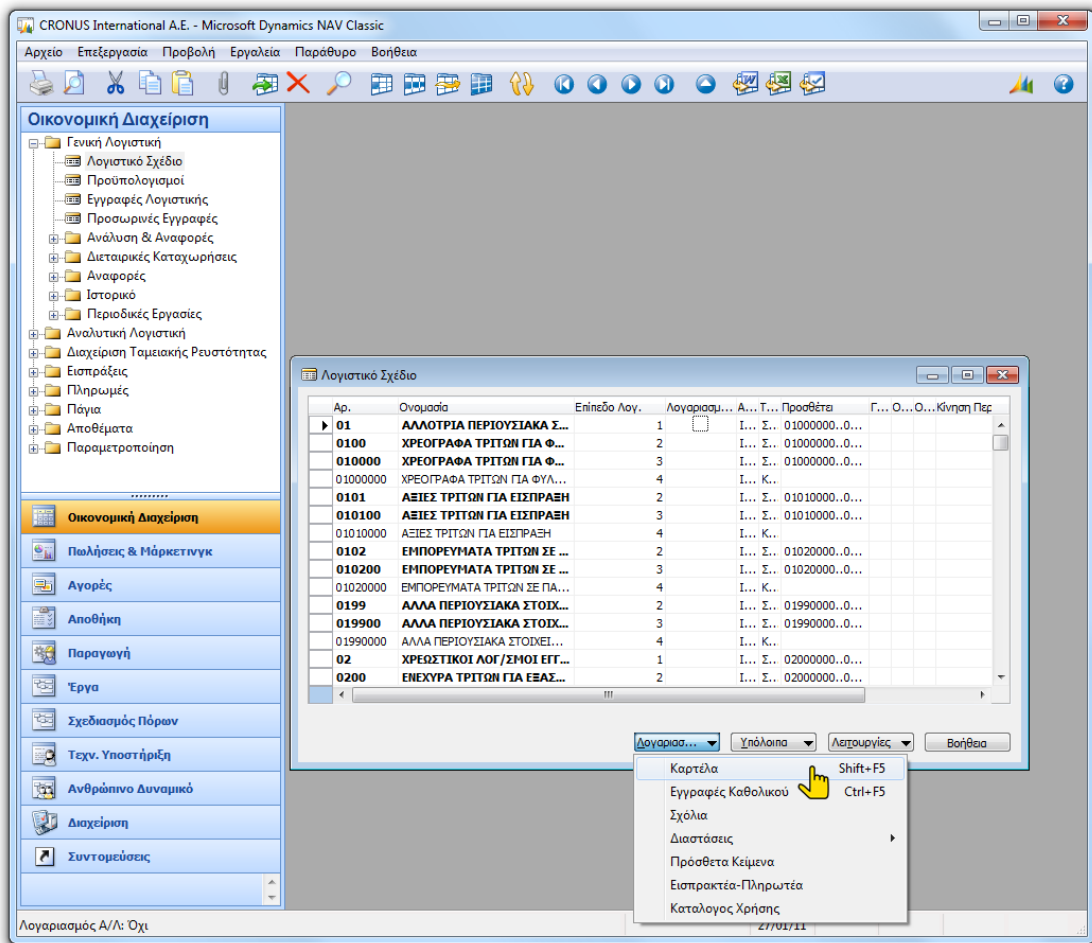 CRONUS International A.E. - Microsoft Dynamics NAV Classic
Αρχείο Επεξεργασία Προβολή Εργαλεία Παράθυρο Βοήθεια
Οικονομική Διαχείριση
Γενική Λογιστική
Λογιστικό Σχέδιο
Προϋπολογισμοί
Εγγραφές Λογιστικής
Προσωρινές Εγγραφές
Ανάλυση & Αναφορές
Διεταιρικές Καταχωρήσεις
Αναφορές
Ιστορικό
Περιοδικές Εργασίες
Αναλυτική Λογιστική
Διαχείριση Ταμειακής Ρευστότητας
Εισπράξεις
Πληρωμές
Πάγια
Αποθέματα
Παραμετροποίηση
Οικονομική Διαχείριση
Πωλήσεις & Μάρκετινγκ
Αγορές
Αποθήκη
Παραγωγή
Έργα
Σχεδιασμός Πόρων
Τεχν. Υποστήριξη
Ανθρώπινο Δυναμικό
Διαχείριση
Συντομεύσεις
Λογιστικό Σχέδιο
Αρ. Ονομασία Επίπεδο Λογ. Λογαριασμ... Α... Τ... Προσθέτει Γ... Ο... Ο... Κίνηση Περ
01 ΑΛΛΟΤΡΙΑ ΠΕΡΙΟΥΣΙΑΚΑ Σ... 1 Ι... Σ... 01000000..0...
0100 ΧΡΕΟΓΡΑΦΑ ΤΡΙΤΩΝ ΓΙΑ Φ... 2 Ι... Σ... 01000000..0...
010000 ΧΡΕΟΓΡΑΦΑ ΤΡΙΤΩΝ ΓΙΑ Φ... 3 Ι... Σ... 01000000..0...
01000000 ΧΡΕΟΓΡΑΦΑ ΤΡΙΤΩΝ ΓΙΑ ΦΥΛ... 4 Ι... Κ..
0101 ΑΞΙΕΣ ΤΡΙΤΩΝ ΓΙΑ ΕΙΣΠΡΑΞΗ 2 Ι... Σ... 01010000..0...
010100 ΑΞΙΕΣ ΤΡΙΤΩΝ ΓΙΑ ΕΙΣΠΡΑΞΗ 3 Ι... Σ... 01010000..0...
01010000 ΑΞΙΕΣ ΤΡΙΤΩΝ ΓΙΑ ΕΙΣΠΡΑΞΗ 4 Ι... Κ..
0102 ΕΜΠΟΡΕΥΜΑΤΑ ΤΡΙΤΩΝ ΣΕ ... 2 Ι... Σ... 01020000..0...
010200 ΕΜΠΟΡΕΥΜΑΤΑ ΤΡΙΤΩΝ ΣΕ ... 3 Ι... Σ... 01020000..0...
01020000 ΕΜΠΟΡΕΥΜΑΤΑ ΤΡΙΤΩΝ ΣΕ ΠΑ... 4 Ι... Κ..
0199 ΑΛΛΑ ΠΕΡΙΟΥΣΙΑΚΑ ΣΤΟΙΧ... 2 Ι... Σ... 01990000..0...
019900 ΑΛΛΑ ΠΕΡΙΟΥΣΙΑΚΑ ΣΤΟΙΧ... 3 Ι... Σ... 01990000..0...
01990000 ΑΛΛΑ ΠΕΡΙΟΥΣΙΑΚΑ ΣΤΟΙΧΕΙ... 4 Ι... Κ..
02 ΧΡΕΩΣΤΙΚΟΙ ΛΟΓ/ΣΜΟΙ ΕΓΓ... 1 Ι... Σ... 02000000..0...
0200 ΕΝΕΧΥΡΑ ΤΡΙΤΩΝ ΓΙΑ ΕΞΑΣ... 2 Ι... Σ... 02000000..0...
Λογαριασ... Υπόλοιπα Λειτουργίες Βοήθεια
Καρτέλα Shift+F5
Εγγραφές Καθολικού Ctrl+F5
Σχόλια
Διαστάσεις
Πρόσθετα Κείμενα
Εισπρακτέα-Πληρωτέα
Καταλογος Χρήσης
Λογαριασμός Α/Λ: Όχι 27/01/11